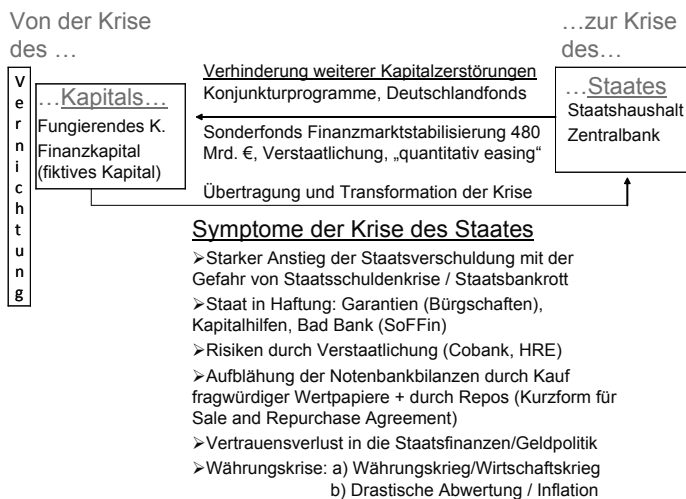 Von der Krise
des …
…zur Krise
des…
V
e
r
n
i
c
h
t
u
n
g
…Kapitals…
Fungierendes K.
Finanzkapital
(fiktives Kapital)
Verhinderung weiterer Kapitalzerstörungen
Konjunkturprogramme, Deutschlandfonds
Sonderfonds Finanzmarktstabilisierung 480
Mrd. €, Verstaatlichung, „quantitativ easing“
Übertragung und Transformation der Krise
…Staates
Staatshaushalt
Zentralbank
Symptome der Krise des Staates
➢Starker Anstieg der Staatsverschuldung mit der
Gefahr von Staatsschuldenkrise / Staatsbankrott
➢Staat in Haftung: Garantien (Bürgschaften),
Kapitalhilfen, Bad Bank (SoFFin)
➢Risiken durch Verstaatlichung (Cobank, HRE)
➢Aufblähung der Notenbankbilanzen durch Kauf
fragwürdiger Wertpapiere + durch Repos (Kurzform für
Sale and Repurchase Agreement)
➢Vertrauensverlust in die Staatsfinanzen/Geldpolitik
➢Währungskrise: a) Währungskrieg/Wirtschaftskrieg
b) Drastische Abwertung / Inflation